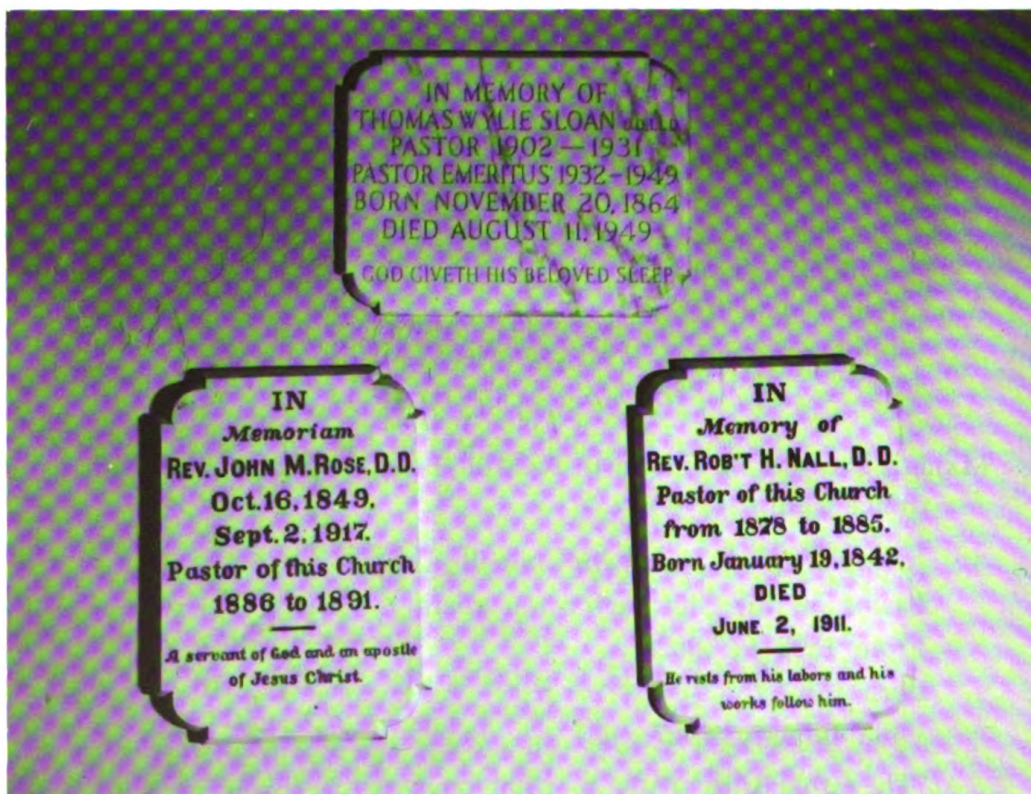 IN MEMORY OF
THOMAS WYLIE SLOAN
PASTOR 1902 — 1931
PASTOR EMERITUS 1932-1949
BORN NOVEMBER 20, 1864
DIED AUGUST 11, 1949
GOD GIVETH HIS BELOVED SLEEP
IN
Memoriam
REV. JOHN M. ROSE, D.D.
Oct. 16, 1849.
Sept. 2, 1917.
Pastor of this Church
1886 to 1891.
A servant of God and an apostle
of Jesus Christ.
IN
Memory of
REV. ROB'T H. NALL, D. D.
Pastor of this Church
from 1878 to 1885.
Born January 19, 1842,
DIED
JUNE 2, 1911.
He rests from his labors and his
works follow him.